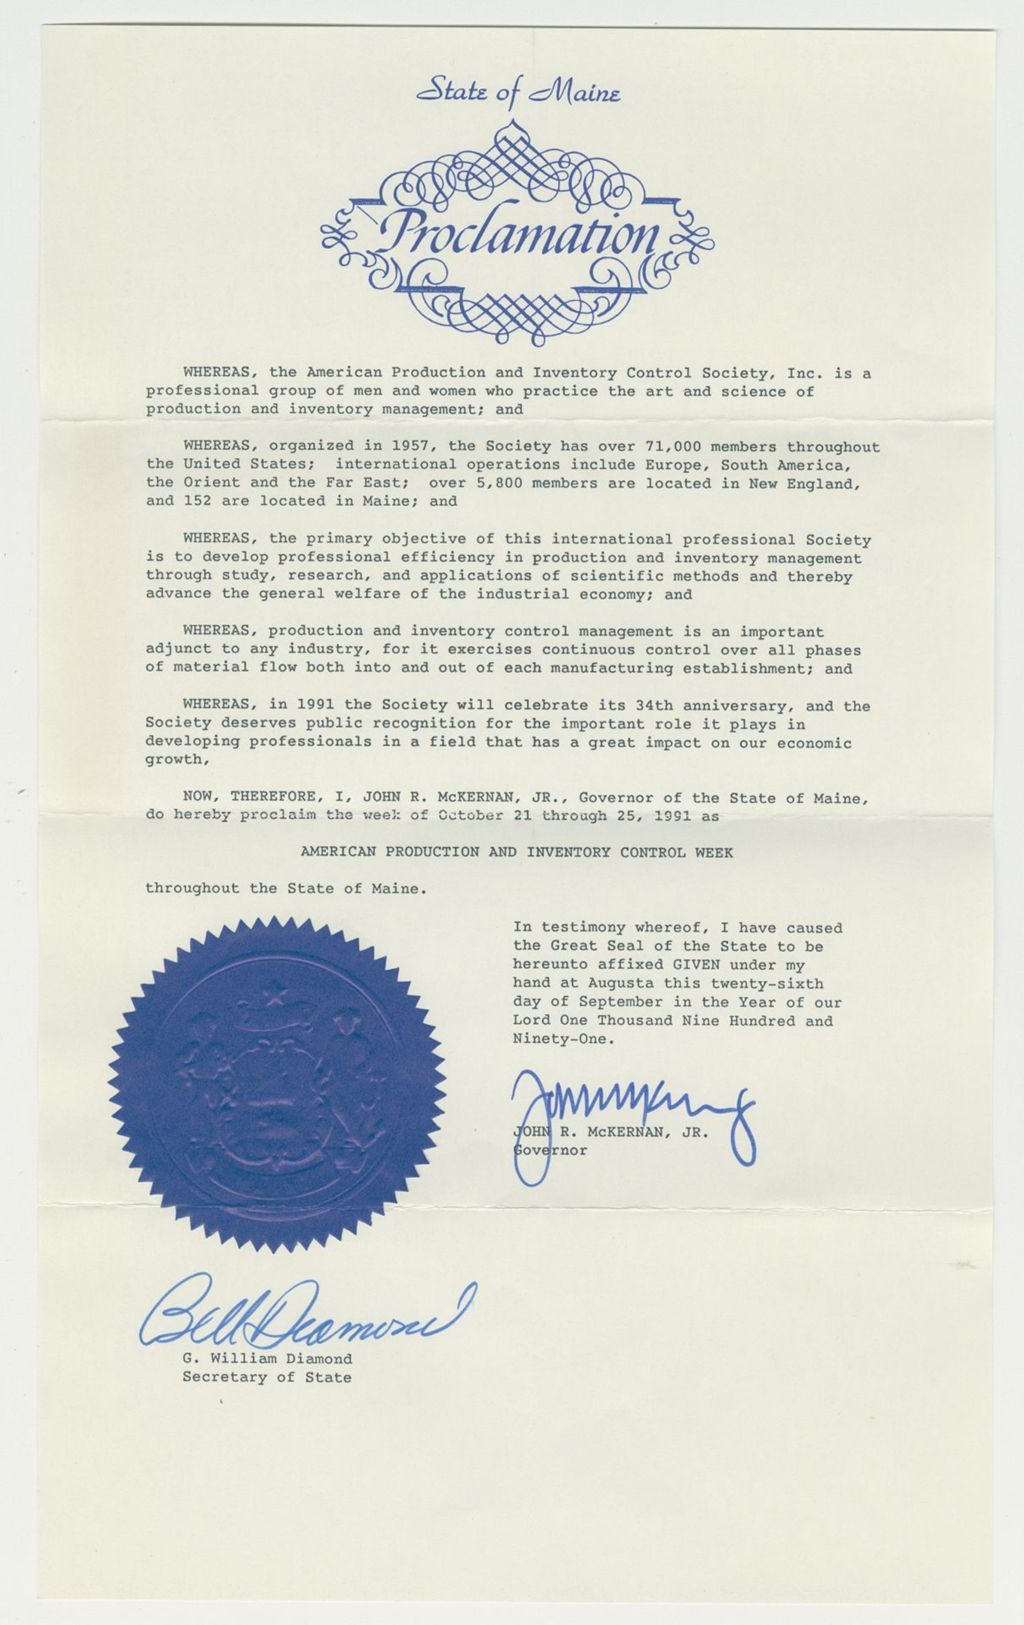 State of Maine
Proclamation
WHEREAS, the American Production and Inventory Control Society, Inc. is a
professional group of men and women who practice the art and science of
production and inventory management; and
WHEREAS, organized in 1957, the Society has over 71,000 members throughout
the United States; international operations include Europe, South America,
the Orient and the Far East; over 5,800 members are located in New England,
and 152 are located in Maine; and
WHEREAS, the primary objective of this international professional Society
is to develop professional efficiency in production and inventory management
through study, research, and applications of scientific methods and thereby
advance the general welfare of the industrial economy; and
WHEREAS, production and inventory control management is an important
adjunct to any industry, for it exercises continuous control over all phases
of material flow both into and out of each manufacturing establishment; and
WHEREAS, in 1991 the Society will celebrate its 34th anniversary, and the
Society deserves public recognition for the important role it plays in
developing professionals in a field that has a great impact on our economic
growth,
NOW, THEREFORE, I, JOHN R. McKERNAN, JR., Governor of the State of Maine,
do hereby proclaim the week of October 21 through 25, 1991 as
AMERICAN PRODUCTION AND INVENTORY CONTROL WEEK
throughout the State of Maine.
In testimony whereof, I have caused
the Great Seal of the State to be
hereunto affixed GIVEN under my
hand at Augusta this twenty-sixth
day of September in the Year of our
Lord One Thousand Nine Hundred and
Ninety-One.
JOHN R. McKERNAN, JR.
Governor
Bill Diamond
G. William Diamond
Secretary of State